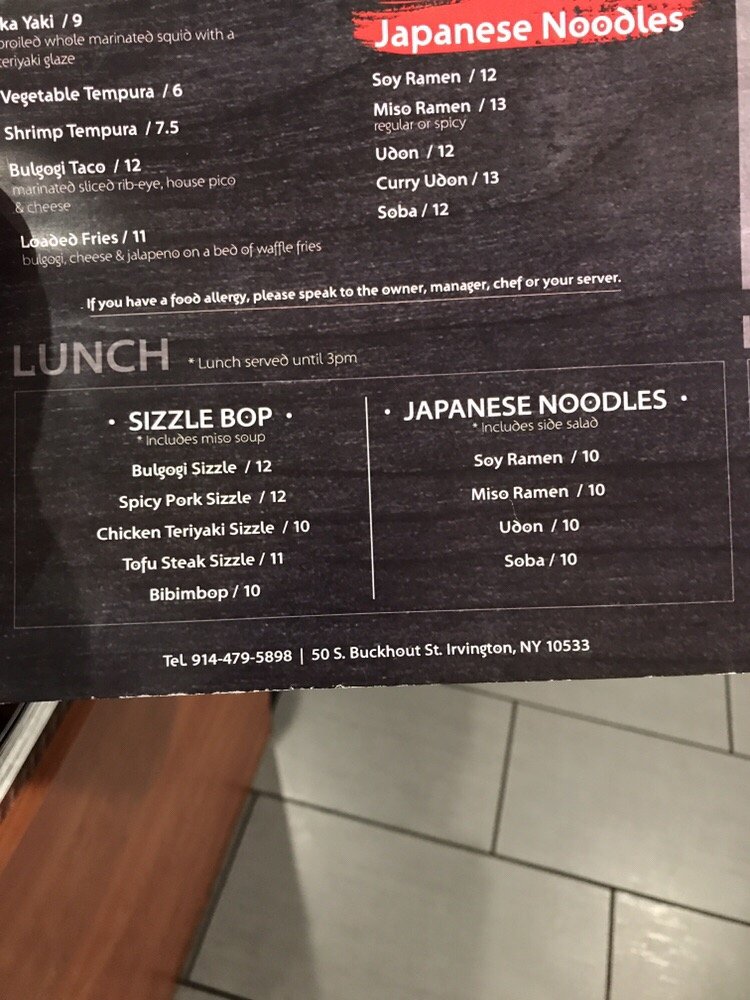 Yaki / 9
broiled whole marinated squid with a
teriyaki glaze
Vegetable Tempura / 6
Shrimp Tempura / 7.5
Bulgogi Taco / 12
marinated sliced rib-eye, house pico
& cheese
Loaded Fries / 11
bulgogi, cheese & jalapeno on a bed of waffle fries
Japanese Noodles
Soy Ramen / 12
Miso Ramen / 13
regular or spicy
Udon / 12
Curry Udon / 13
Soba / 12
If you have a food allergy, please speak to the owner, manager, chef or your server.
LUNCH * Lunch served until 3pm
· SIZZLE BOP ·
* Includes miso soup
Bulgogi Sizzle / 12
Spicy Pork Sizzle / 12
Chicken Teriyaki Sizzle / 10
Tofu Steak Sizzle / 11
Bibimbop / 10
· JAPANESE NOODLES ·
* Includes side salad
Soy Ramen / 10
Miso Ramen / 10
Udon / 10
Soba / 10
Tel. 914-479-5898 | 50 S. Buckhout St. Irvington, NY 10533